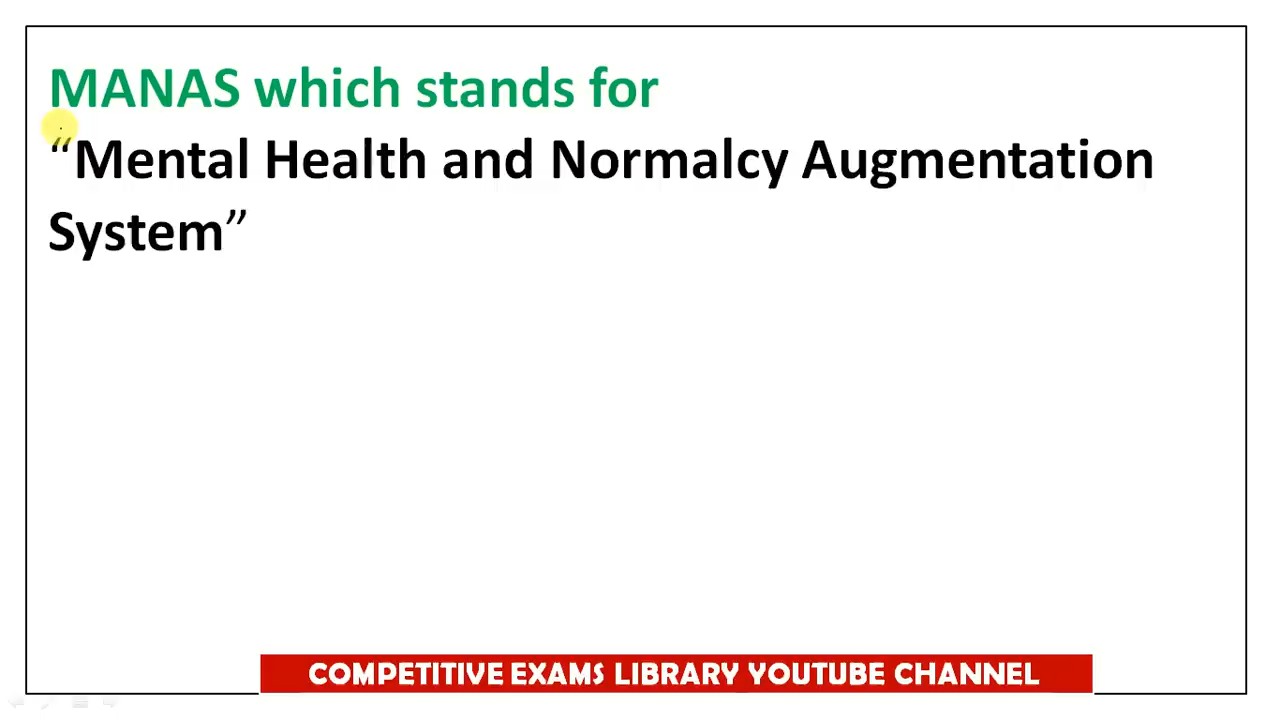 MANAS which stands for
“Mental Health and Normalcy Augmentation
System”
COMPETITIVE EXAMS LIBRARY YOUTUBE CHANNEL